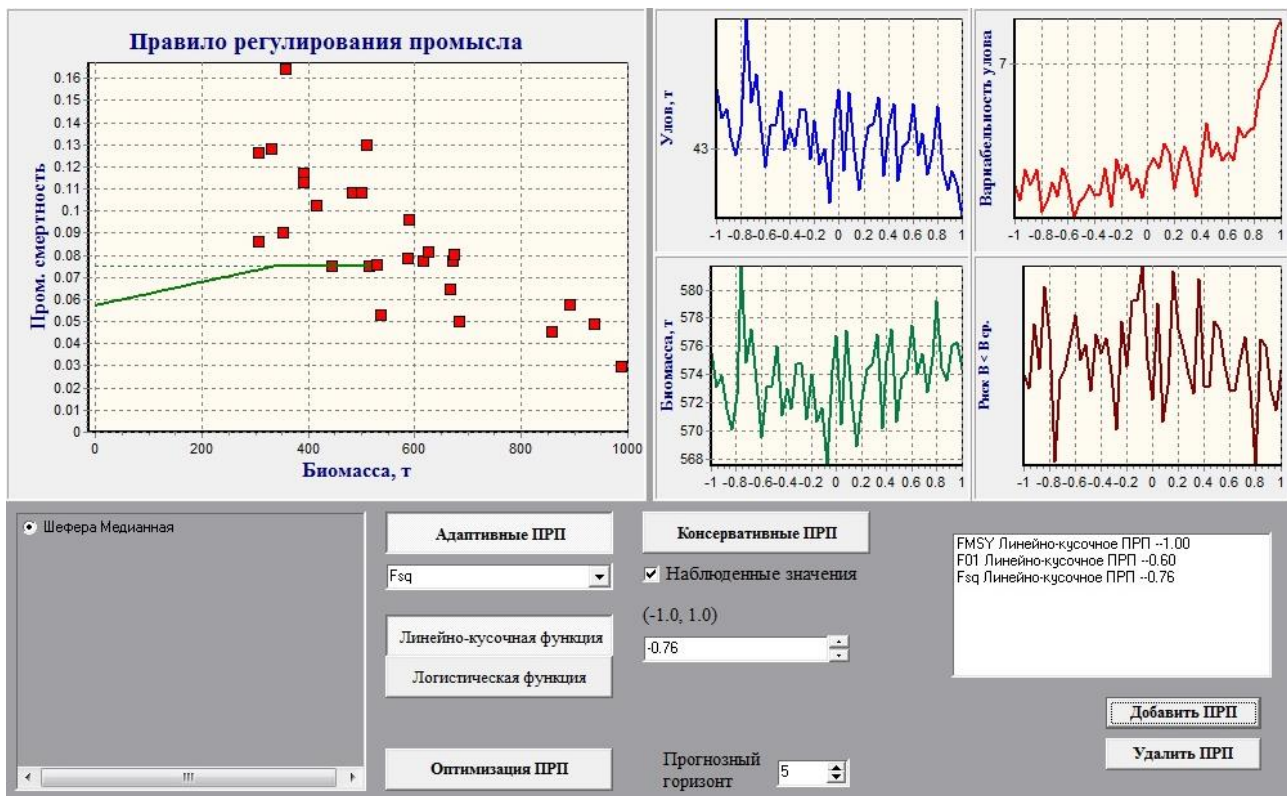 Правило регулирования промысла
Пром. смертность
0.16
0.15
0.14
0.13
0.12
0.11
0.1
0.09
0.08
0.07
0.06
0.05
0.04
0.03
0.02
0.01
0
0 200 400 600 800 1000
Биомасса, т
Улов, т
43
-1 -0.8 -0.6 -0.4 -0.2 0 0.2 0.4 0.6 0.8 1
Вариабельность улова
7
-1 -0.8 -0.6 -0.4 -0.2 0 0.2 0.4 0.6 0.8 1
Биомасса, т
580
578
576
574
572
570
568
-1 -0.8 -0.6 -0.4 -0.2 0 0.2 0.4 0.6 0.8 1
Риск B < B ср.
-1 -0.8 -0.6 -0.4 -0.2 0 0.2 0.4 0.6 0.8 1
Шефера Медианная
Адаптивные ПРП
Fsq
Линейно-кусочная функция
Логистическая функция
Оптимизация ПРП
Консервативные ПРП
Наблюденные значения
(-1.0, 1.0)
-0.76
Прогнозный
горизонт
5
FMSY Линейно-кусочное ПРП --1.00
F01 Линейно-кусочное ПРП --0.60
Fsq Линейно-кусочное ПРП --0.76
Добавить ПРП
Удалить ПРП